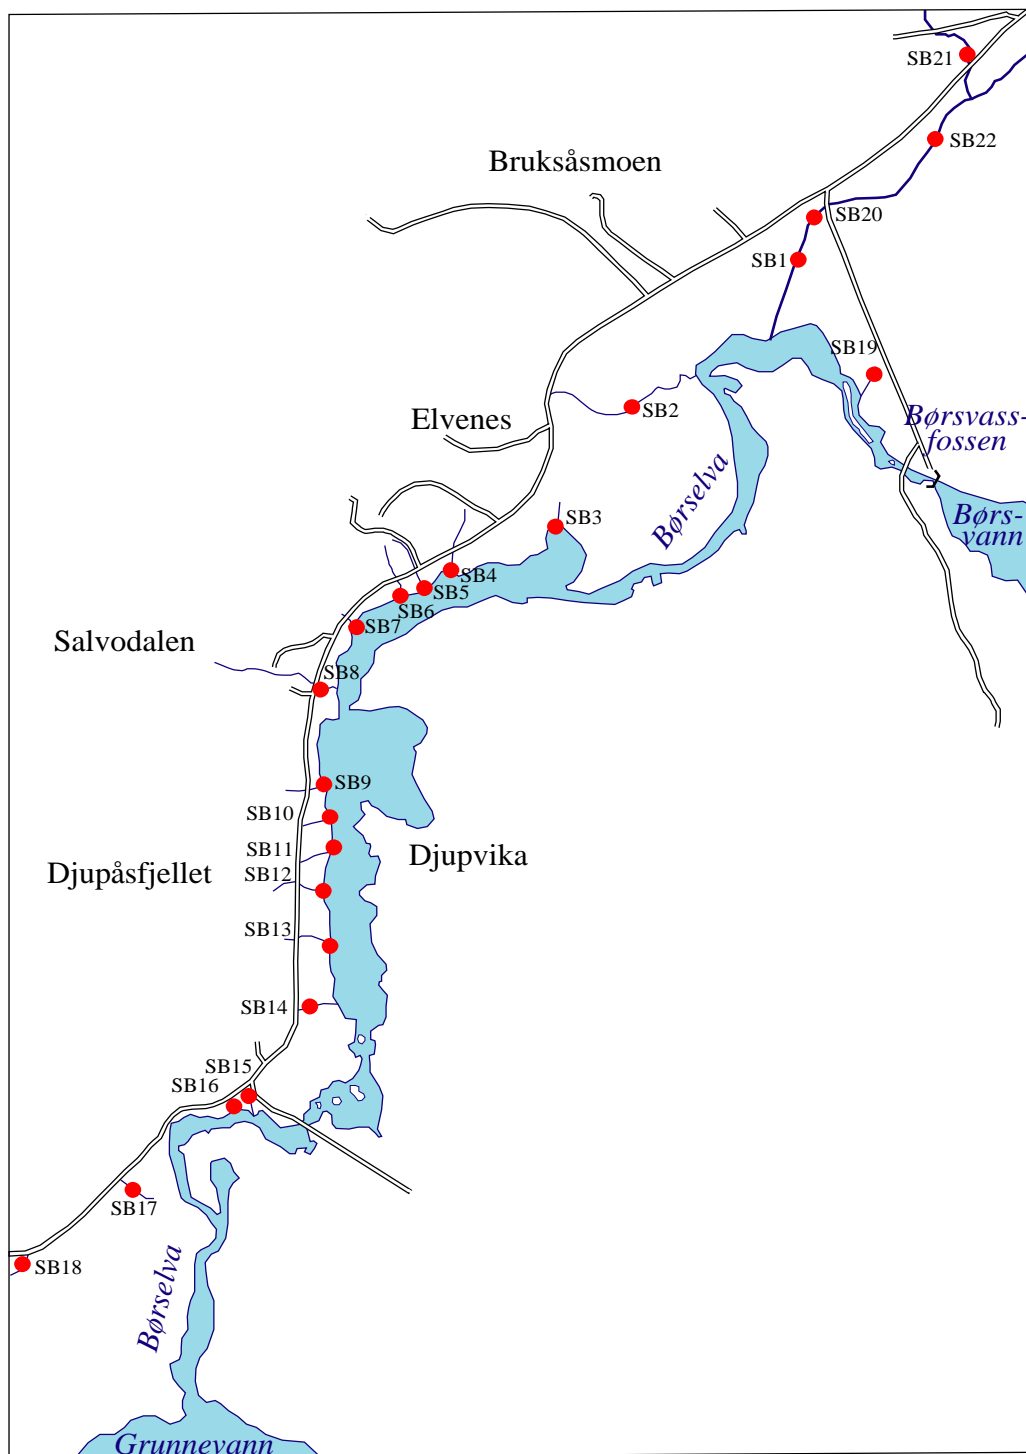 SB21
SB22
Bruksåsmoen
SB20
SB1
SB19
SB2
Elvenes
Børsvass-
fossen
Børselva
Børs-
vann
SB3
SB4
SB5
SB6
SB7
Salvodalen
SB8
SB9
SB10
SB11
Djupvika
Djupåsfjellet
SB12
SB13
SB14
SB15
SB16
SB17
SB18
Børselva
Grunnevann